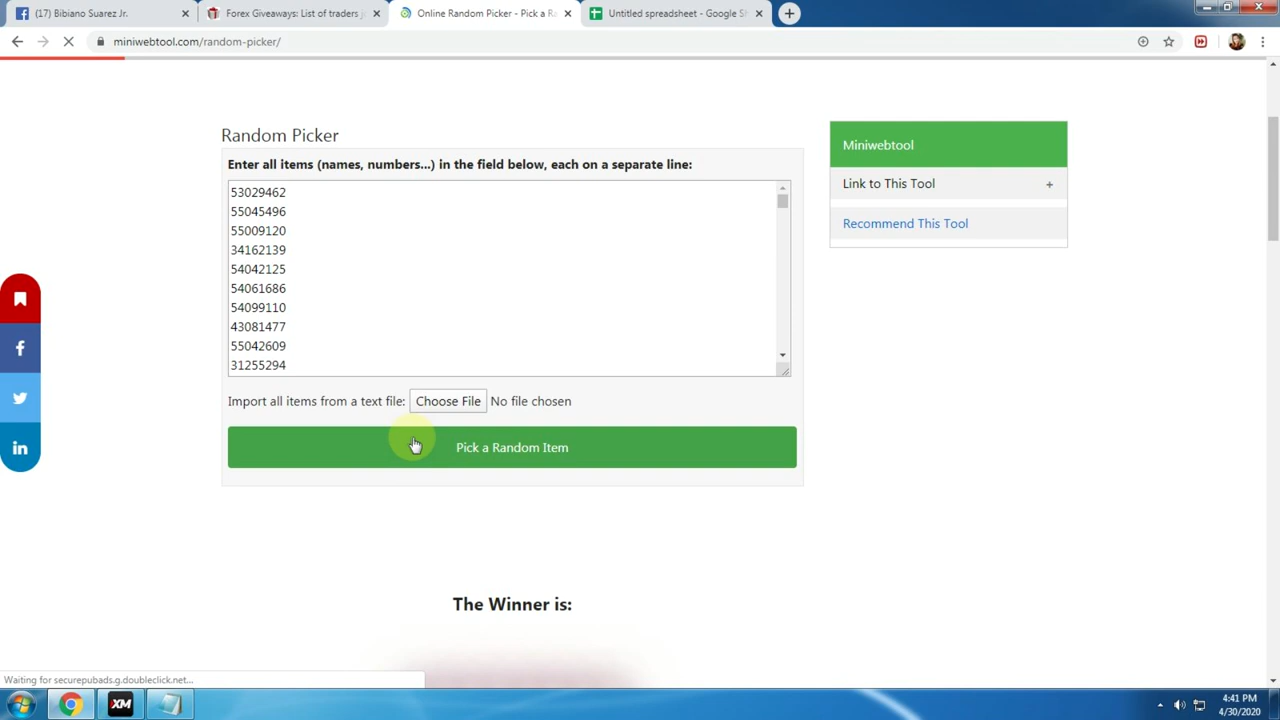 (17) Bibiano Suarez Jr.
Forex Giveaways: List of traders j
Online Random Picker - Pick a R
Untitled spreadsheet - Google Sh
miniwebtool.com/random-picker/
Random Picker
Enter all items (names, numbers...) in the field below, each on a separate line:
53029462
55045496
55009120
34162139
54042125
54061686
54099110
43081477
55042609
31255294
Import all items from a text file: Choose File No file chosen
Pick a Random Item
Miniwebtool
Link to This Tool +
Recommend This Tool
The Winner is:
Waiting for securepubads.g.doubleclick.net...
XM
4:41 PM
4/30/2020